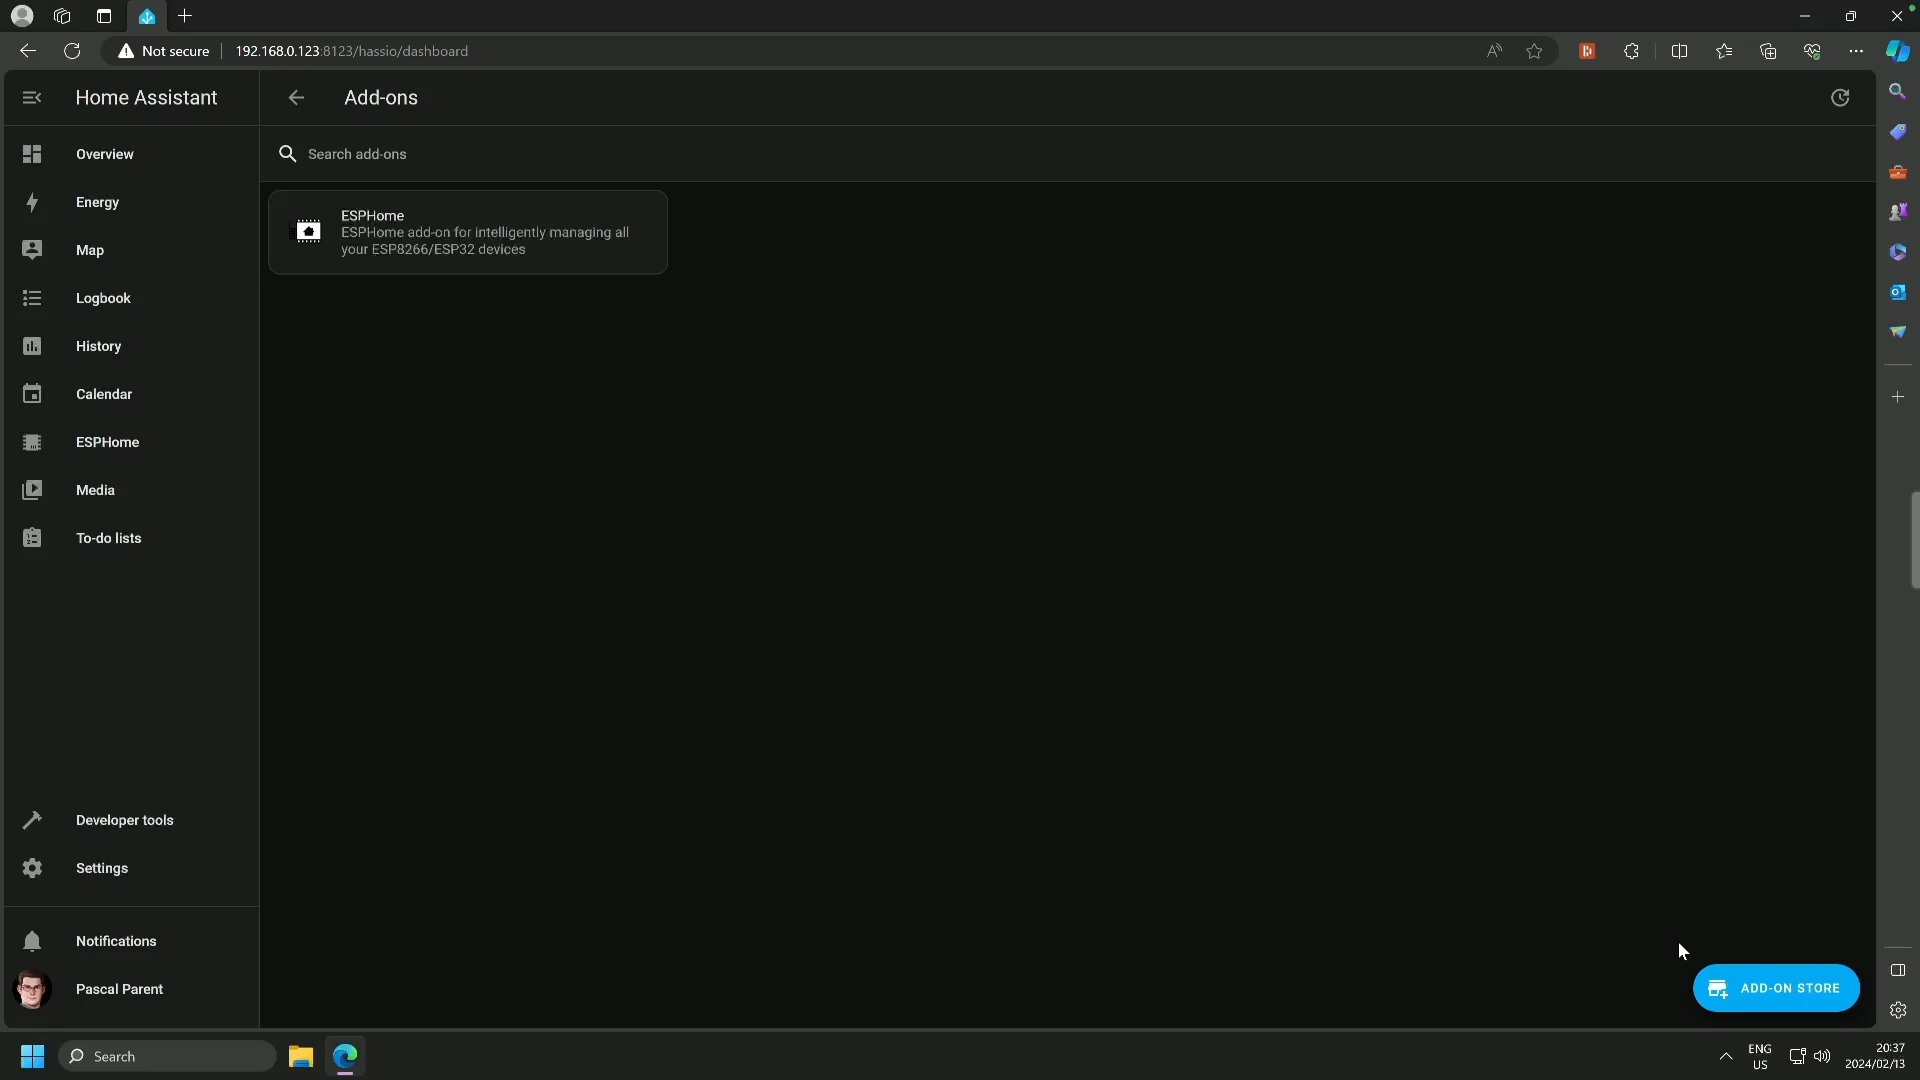 Not secure
192.168.0.123:8123/hassio/dashboard
Home Assistant
Add-ons
Overview
Search add-ons
Energy
ESPHome
ESPHome add-on for intelligently managing all
your ESP8266/ESP32 devices
Map
Logbook
History
Calendar
ESPHome
Media
To-do lists
Developer tools
Settings
Notifications
Pascal Parent
ADD-ON STORE
Search
ENG
US
20:37
2024/02/13